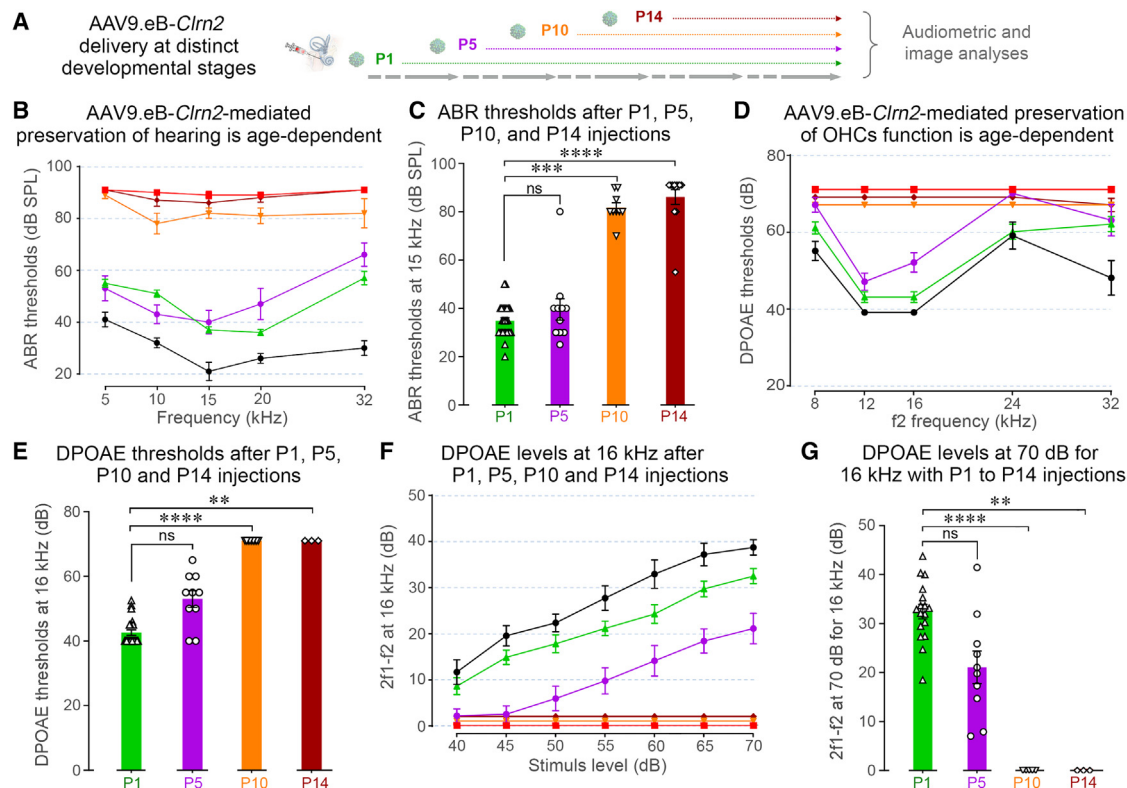 A
AAV9.eB-Clrn2
delivery at distinct
developmental stages
P1
P5
P10
P14
Audiometric and
image analyses
B
AAV9.eB-Clrn2-mediated
preservation of hearing is age-dependent
ABR thresholds (dB SPL)
100
80
60
40
20
5
10
15
20
32
Frequency (kHz)
C
ABR thresholds after P1, P5,
P10, and P14 injections
ABR thresholds at 15 kHz (dB SPL)
100
80
60
40
20
0
****
***
ns
P1
P5
P10
P14
D
AAV9.eB-Clrn2-mediated preservation
of OHCs function is age-dependent
DPOAE thresholds (dB)
80
60
40
20
8
12
16
24
32
f2 frequency (kHz)
E
DPOAE thresholds after P1, P5,
P10 and P14 injections
DPOAE thresholds at 16 kHz (dB)
80
60
40
20
0
**
****
ns
P1
P5
P10
P14
F
DPOAE levels at 16 kHz after
P1, P5, P10 and P14 injections
2f1-f2 at 16 kHz (dB)
50
40
30
20
10
0
40
45
50
55
60
65
70
Stimuls level (dB)
G
DPOAE levels at 70 dB for
16 kHz with P1 to P14 injections
2f1-f2 at 70 dB for 16 kHz (dB)
50
40
30
20
10
0
**
****
ns
P1
P5
P10
P14